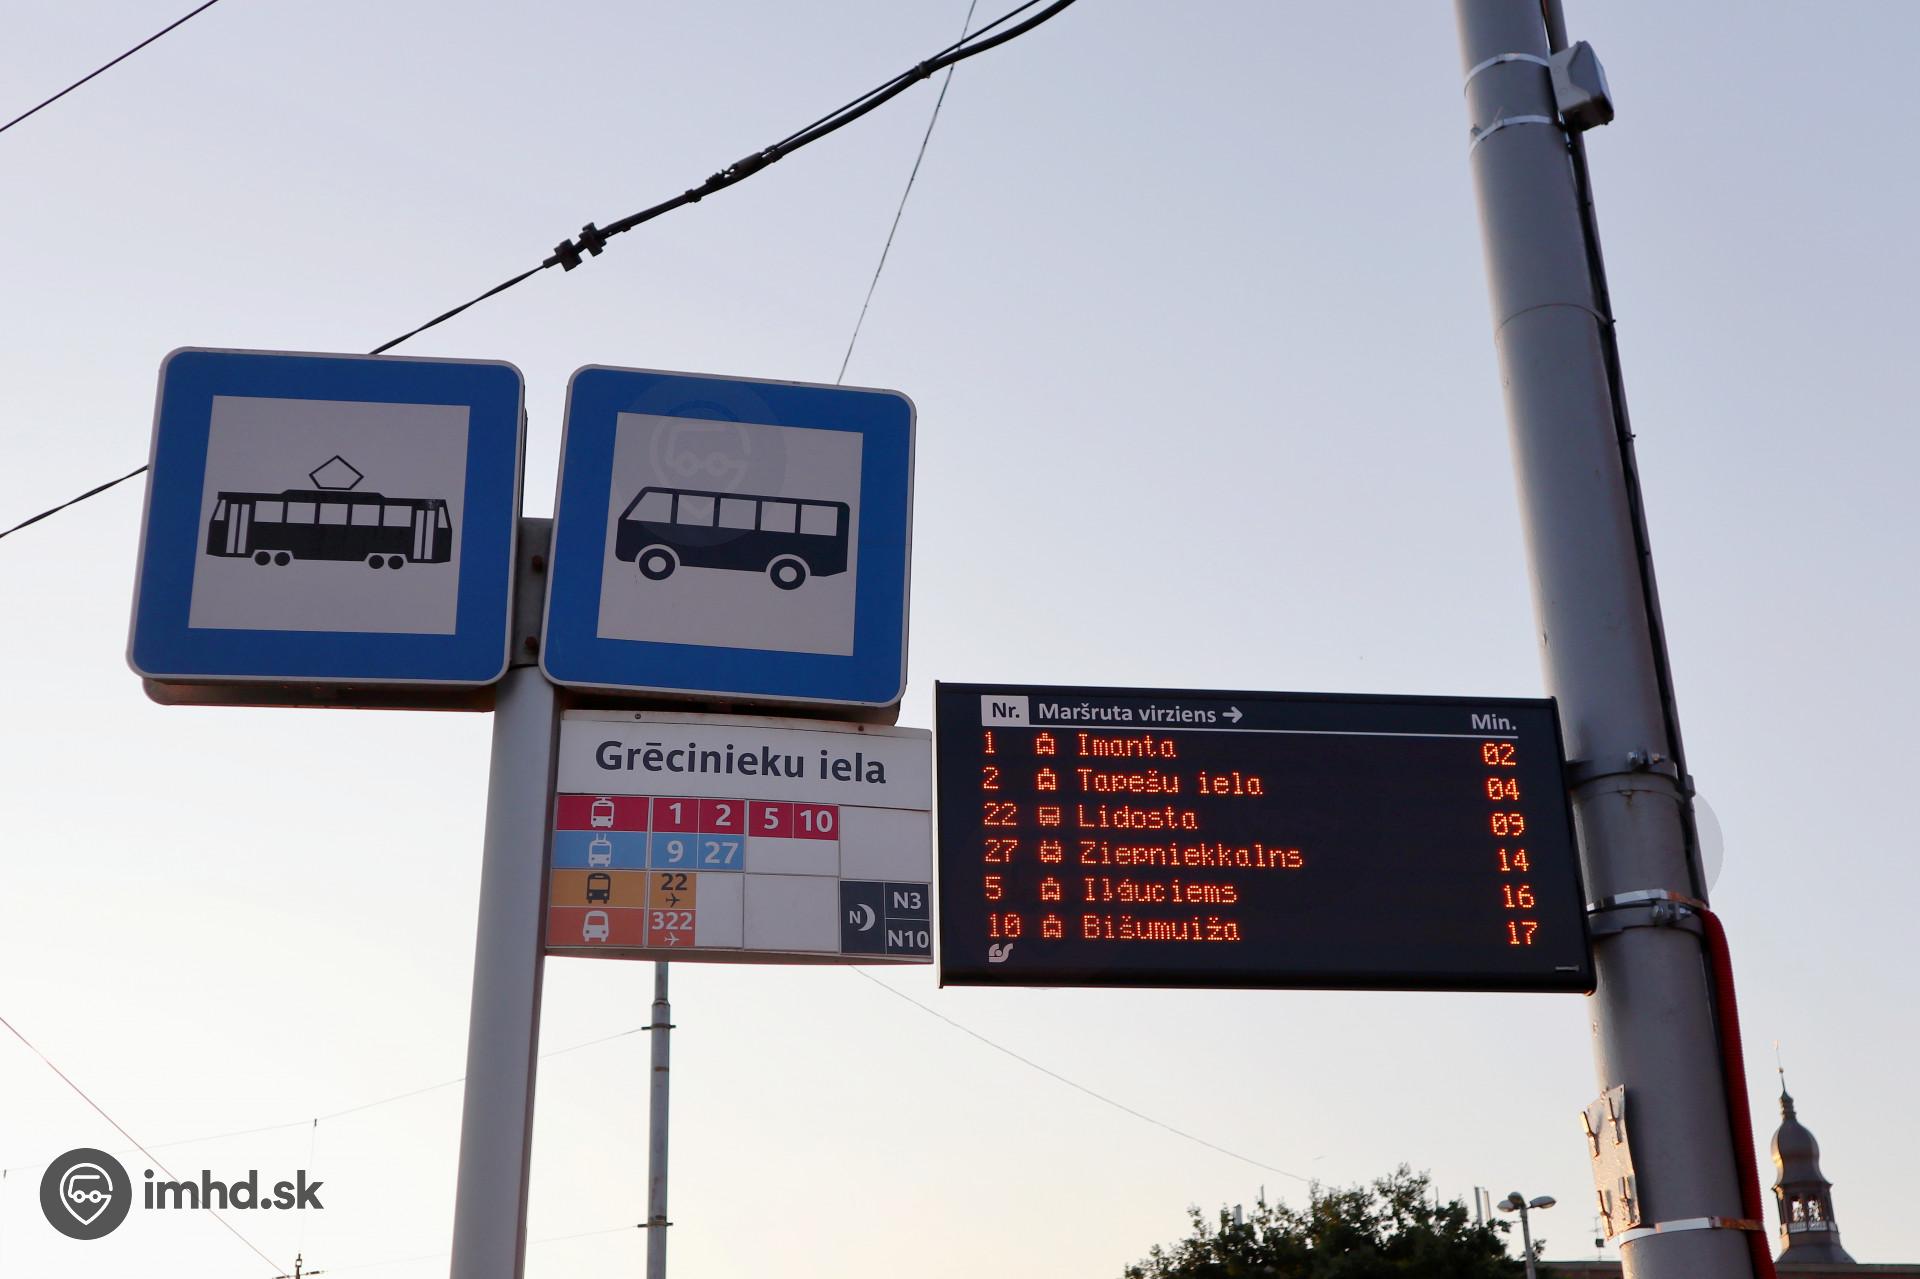 Grēcinieku iela
1 2 5 10
9 27
22
322
N N3
N10
Nr. Maršruta virziens → Min.
1 Imanta 02
2 Tapešu iela 04
22 Lidosta 09
27 Ziepniekkalns 14
5 Iļģuciems 16
10 Bišumuiža 17
imhd.sk